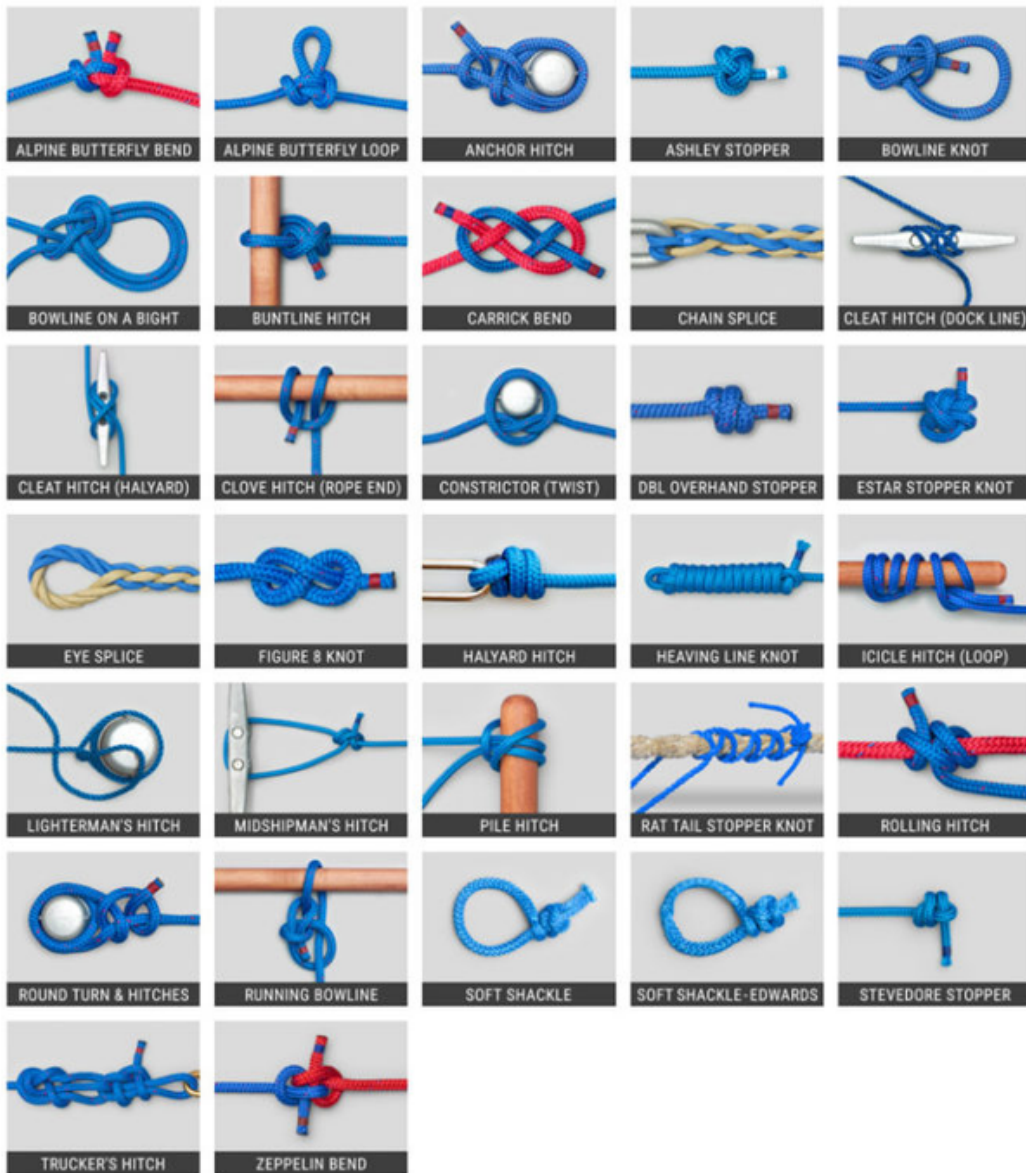 ALPINE BUTTERFLY BEND
ALPINE BUTTERFLY LOOP
ANCHOR HITCH
ASHLEY STOPPER
BOWLINE KNOT
BOWLINE ON A BIGHT
BUNTLINE HITCH
CARRICK BEND
CHAIN SPLICE
CLEAT HITCH (DOCK LINE)
CLEAT HITCH (HALYARD)
CLOVE HITCH (ROPE END)
CONSTRICTOR (TWIST)
DBL OVERHAND STOPPER
ESTAR STOPPER KNOT
EYE SPLICE
FIGURE 8 KNOT
HALYARD HITCH
HEAVING LINE KNOT
ICICLE HITCH (LOOP)
LIGHTERMAN'S HITCH
MIDSHIPMAN'S HITCH
PILE HITCH
RAT TAIL STOPPER KNOT
ROLLING HITCH
ROUND TURN & HITCHES
RUNNING BOWLINE
SOFT SHACKLE
SOFT SHACKLE-EDWARDS
STEVEDORE STOPPER
TRUCKER'S HITCH
ZEPPELIN BEND